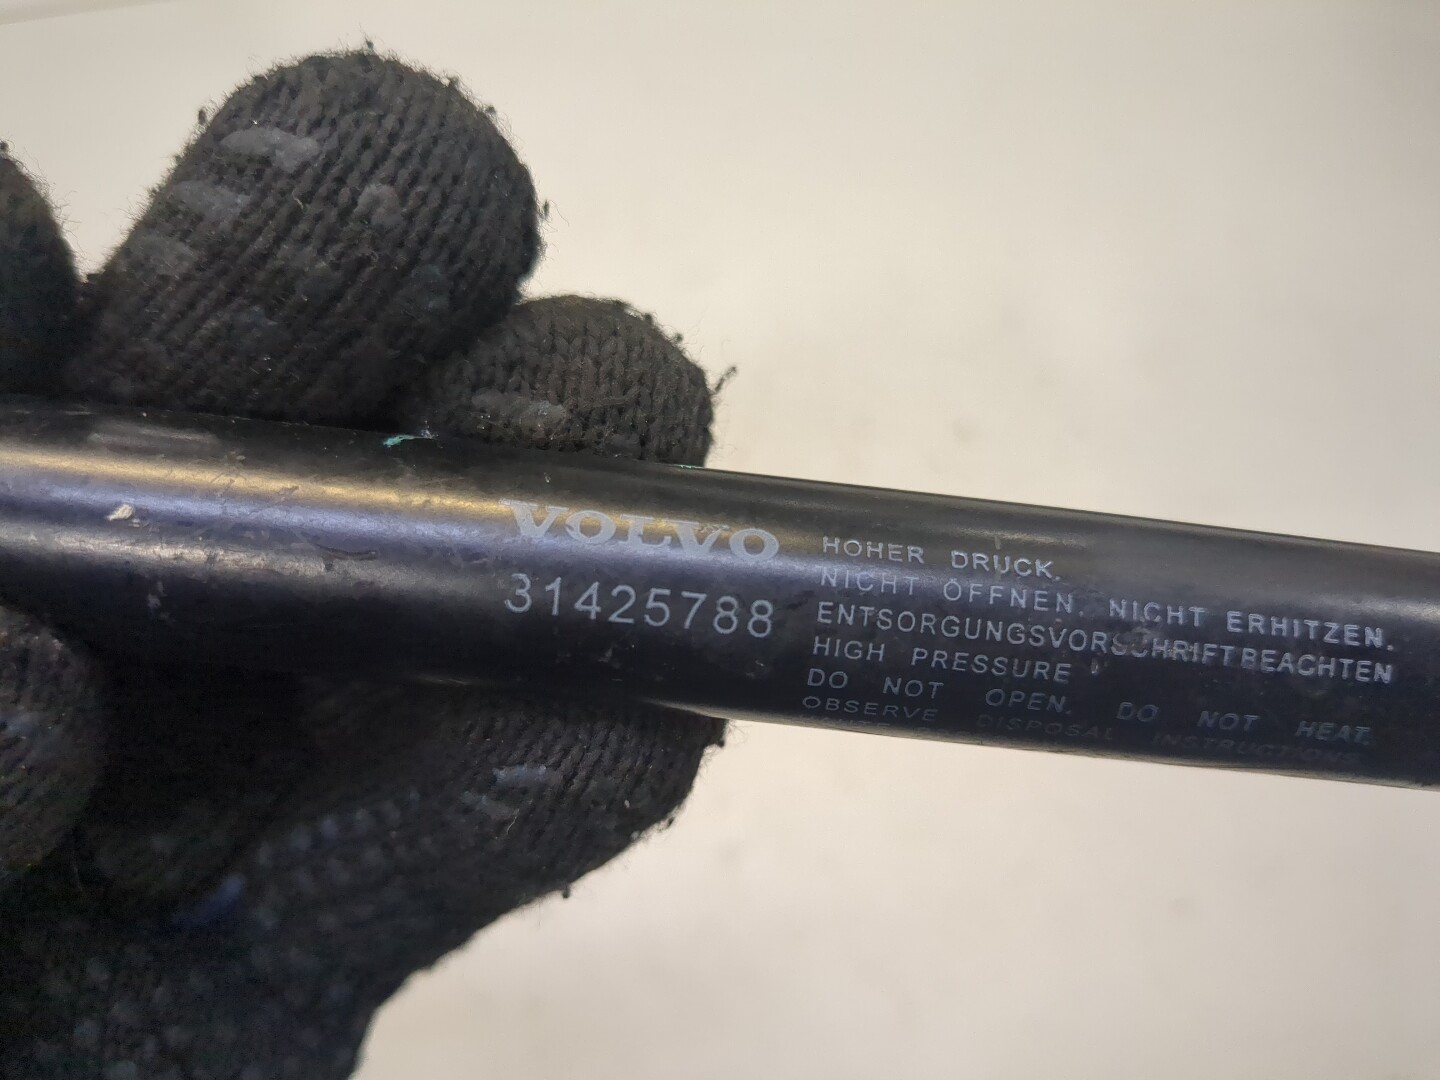 VOLVO
31425788
HOHER DRUCK.
NICHT ÖFFNEN. NICHT ERHITZEN.
ENTSORGUNGSVORSCHRIFT BEACHTEN
HIGH PRESSURE
DO NOT OPEN. DO NOT HEAT.
OBSERVE DISPOSAL INSTRUCTIONS